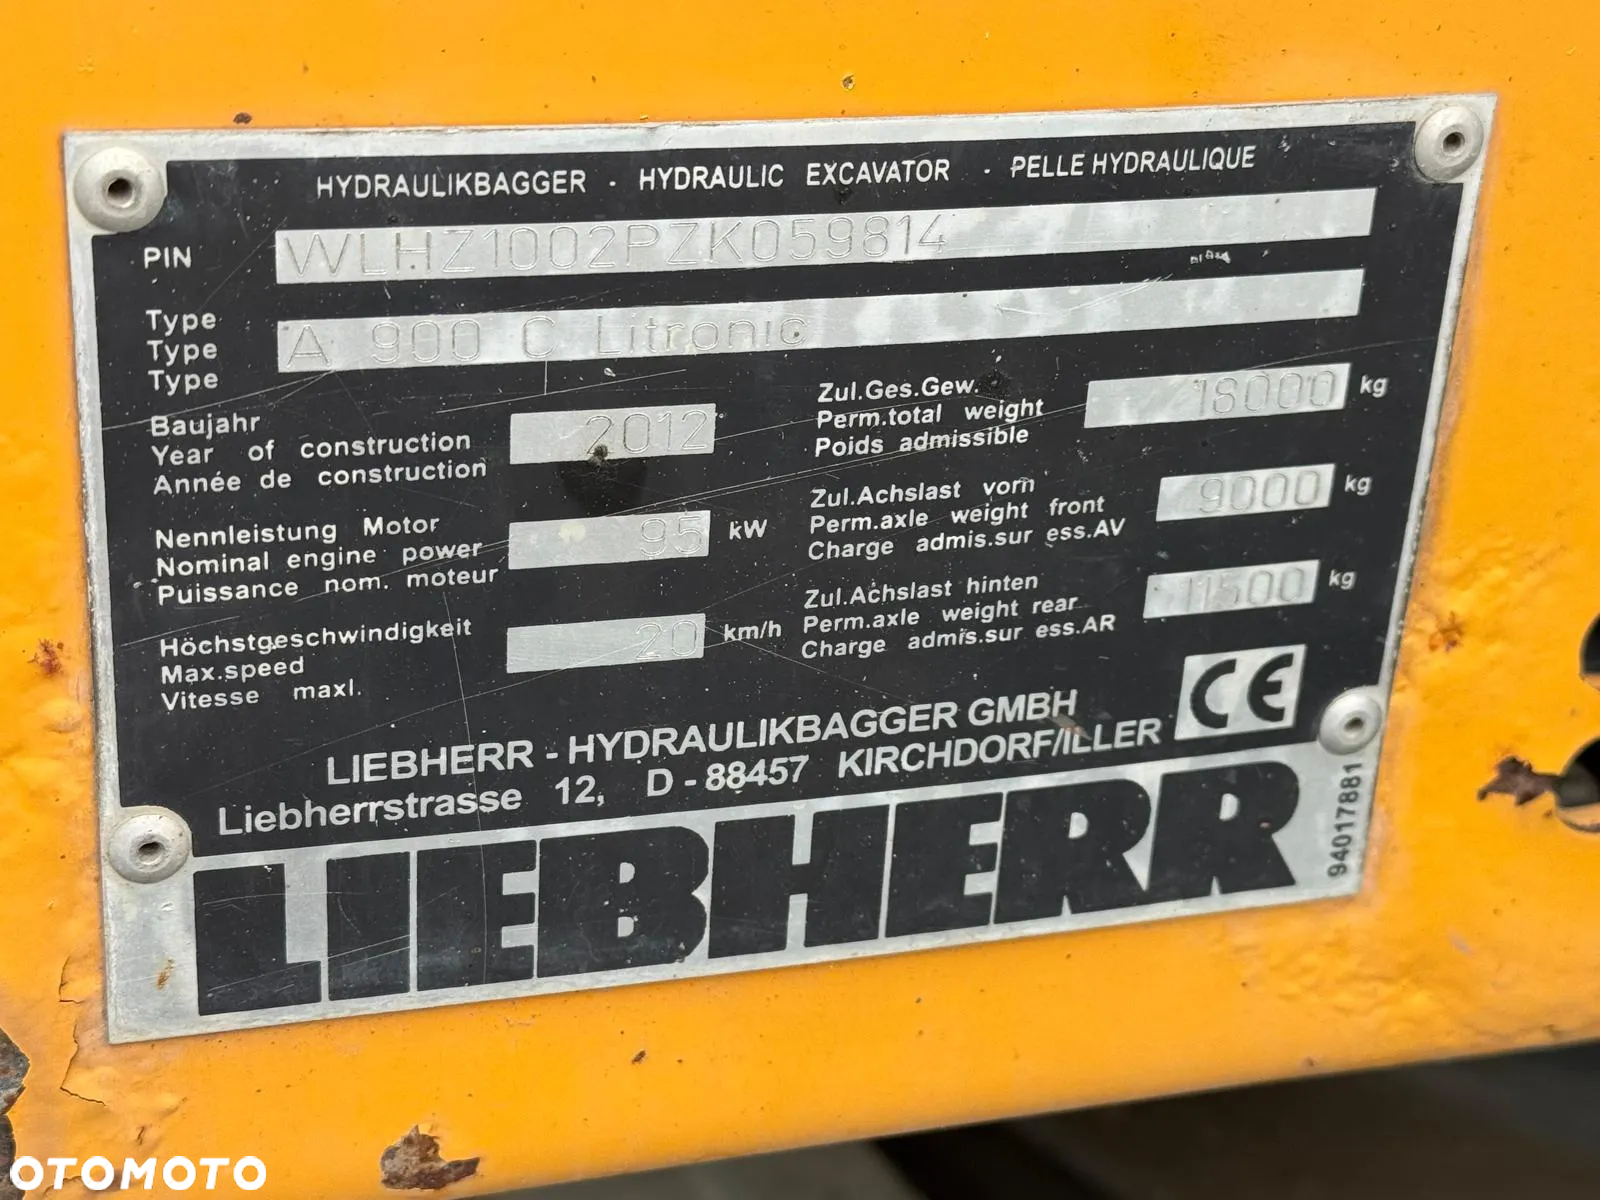 HYDRAULIKBAGGER - HYDRAULIC EXCAVATOR - PELLE HYDRAULIQUE
PIN WLHZ1002PZK059814
Type
Type A 900 C Litronic
Type
Baujahr
Year of construction 2012
Année de construction
Zul.Ges.Gew.
Perm.total weight 18000 kg
Poids admissible
Nennleistung Motor
Nominal engine power 95 kW
Puissance nom. moteur
Zul.Achslast vorn
Perm.axle weight front 9000 kg
Charge admis.sur ess.AV
Höchstgeschwindigkeit
Max.speed 20 km/h
Vitesse maxl.
Zul.Achslast hinten
Perm.axle weight rear 11500 kg
Charge admis.sur ess.AR
CE
LIEBHERR - HYDRAULIKBAGGER GMBH
Liebherrstrasse 12, D - 88457 KIRCHDORF/ILLER
LIEBHERR
94017881
OTOMOTO